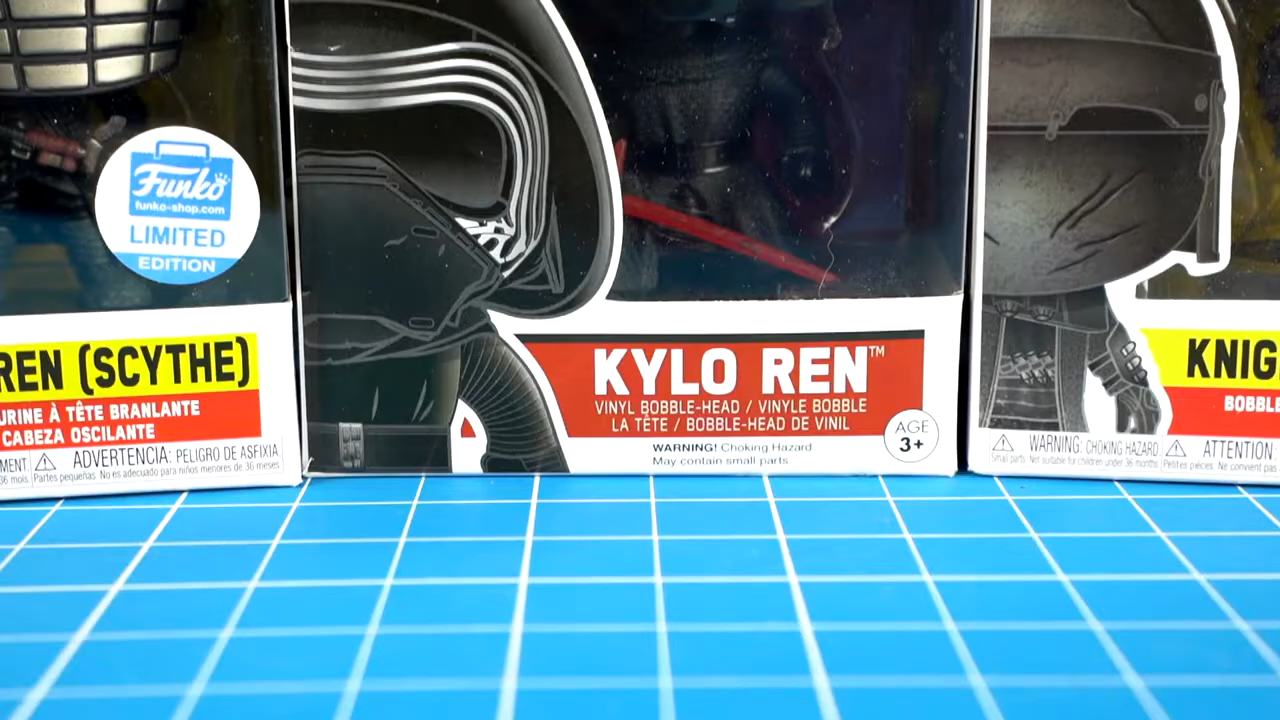 Funko
funko-shop.com
LIMITED
EDITION
REN (SCYTHE)
URINE À TÊTE BRANLANTE
CABEZA OSCILANTE
MENT
36 mois
ADVERTENCIA: PELIGRO DE ASFIXIA
Partes pequeñas No es adecuado para niños menores de 36 meses
KYLO REN™
VINYL BOBBLE-HEAD / VINYLE BOBBLE
LA TÊTE / BOBBLE-HEAD DE VINIL
WARNING! Choking Hazard
May contain small parts
AGE
3+
KNIG
BOBBLE
WARNING: CHOKING HAZARD
Small parts. Not suitable for children under 36 months
ATTENTION:
Petites pièces. Ne convient pas